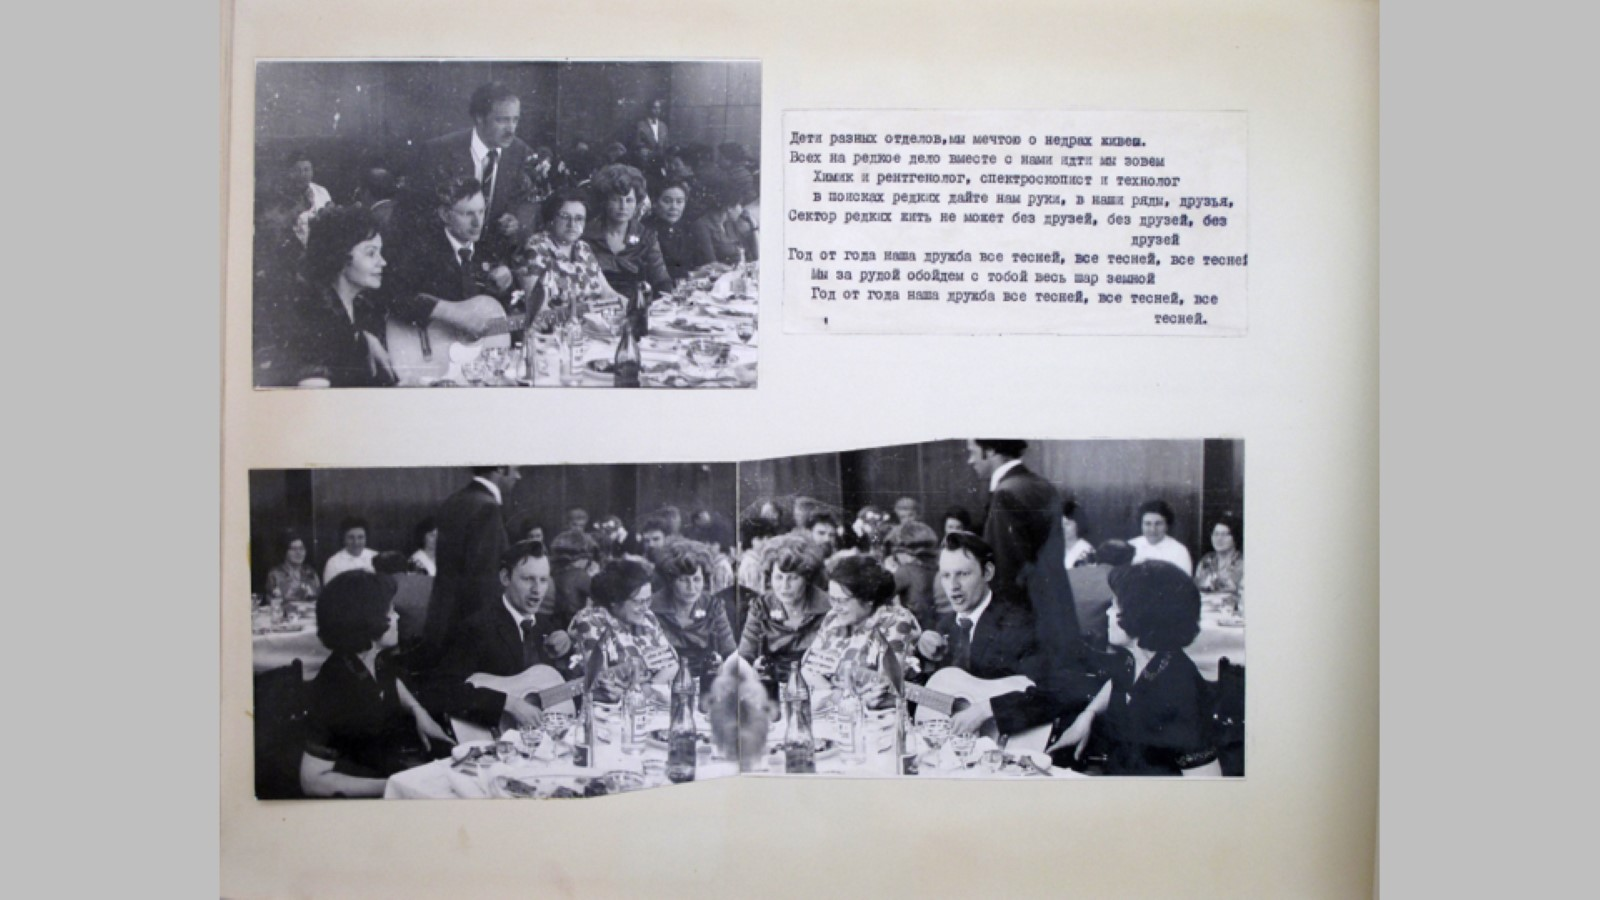 Дети разных отделов,мы мечтою о недрах живем.
Всех на редкое дело вместе с нами идти мы зовем
Химик и рентгенолог, спектроскопист и технолог
в поисках редких дайте нам руки, в наши ряды, друзья,
Сектор редких жить не может без друзей, без друзей, без
друзей
Год от года наша дружба все тесней, все тесней, все тесней
Мы за рудой обойдем с тобой весь шар земной
Год от года наша дружба все тесней, все тесней, все
тесней.